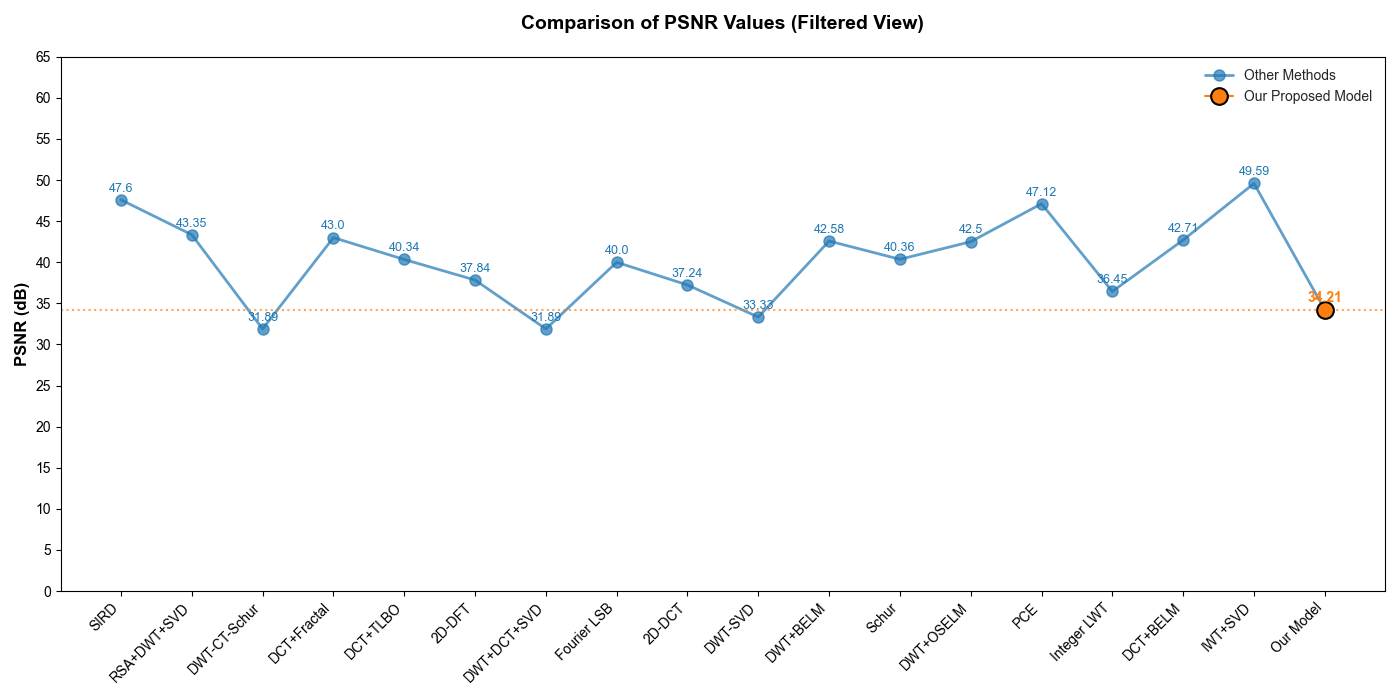 Comparison of PSNR Values (Filtered View)
Other Methods
Our Proposed Model
PSNR (dB)
65
60
55
50
45
40
35
30
25
20
15
10
5
0
47.6
43.35
31.89
43.0
40.34
37.84
31.89
40.0
37.24
33.33
42.58
40.36
42.5
47.12
36.45
42.71
49.59
34.21
SIRD
RSA+DWT+SVD
DWT-CT-Schur
DCT+Fractal
DCT+TLBO
2D-DFT
DWT+DCT+SVD
Fourier LSB
2D-DCT
DWT-SVD
DWT+BELM
Schur
DWT+OSELM
PCE
Integer LWT
DCT+BELM
IWT+SVD
Our Model